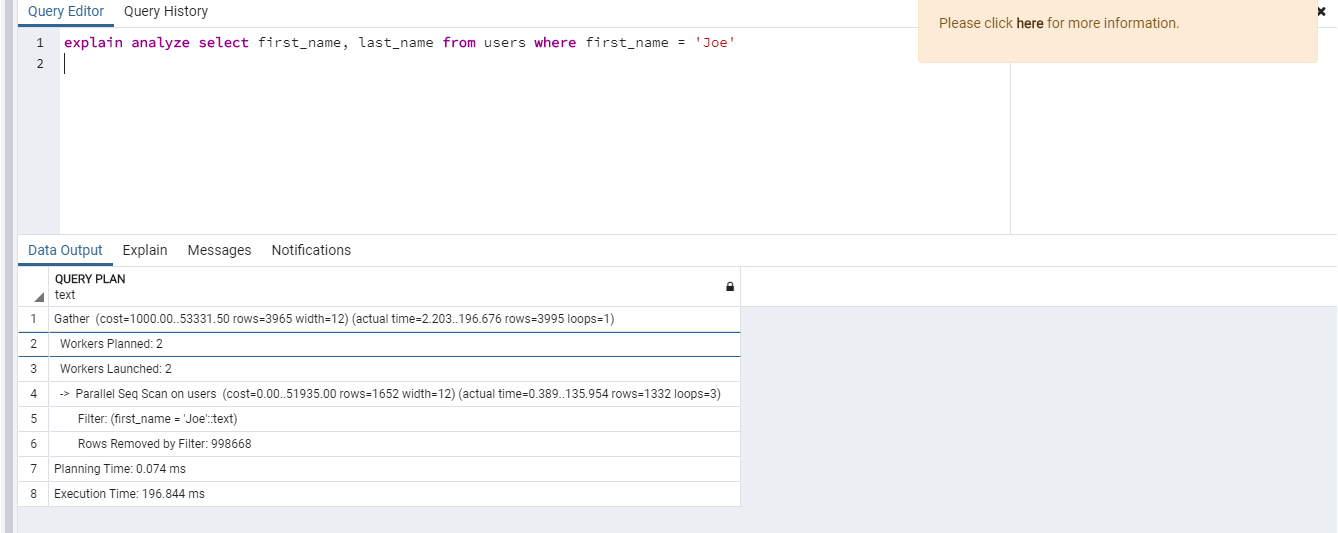 Query Editor Query History
Please click here for more information.
1 explain analyze select first_name, last_name from users where first_name = 'Joe'
2
Data Output Explain Messages Notifications
QUERY PLAN
text
1 Gather (cost=1000.00..53331.50 rows=3965 width=12) (actual time=2.203..196.676 rows=3995 loops=1)
2 Workers Planned: 2
3 Workers Launched: 2
4 -> Parallel Seq Scan on users (cost=0.00..51935.00 rows=1652 width=12) (actual time=0.389..135.954 rows=1332 loops=3)
5 Filter: (first_name = 'Joe'::text)
6 Rows Removed by Filter: 998668
7 Planning Time: 0.074 ms
8 Execution Time: 196.844 ms